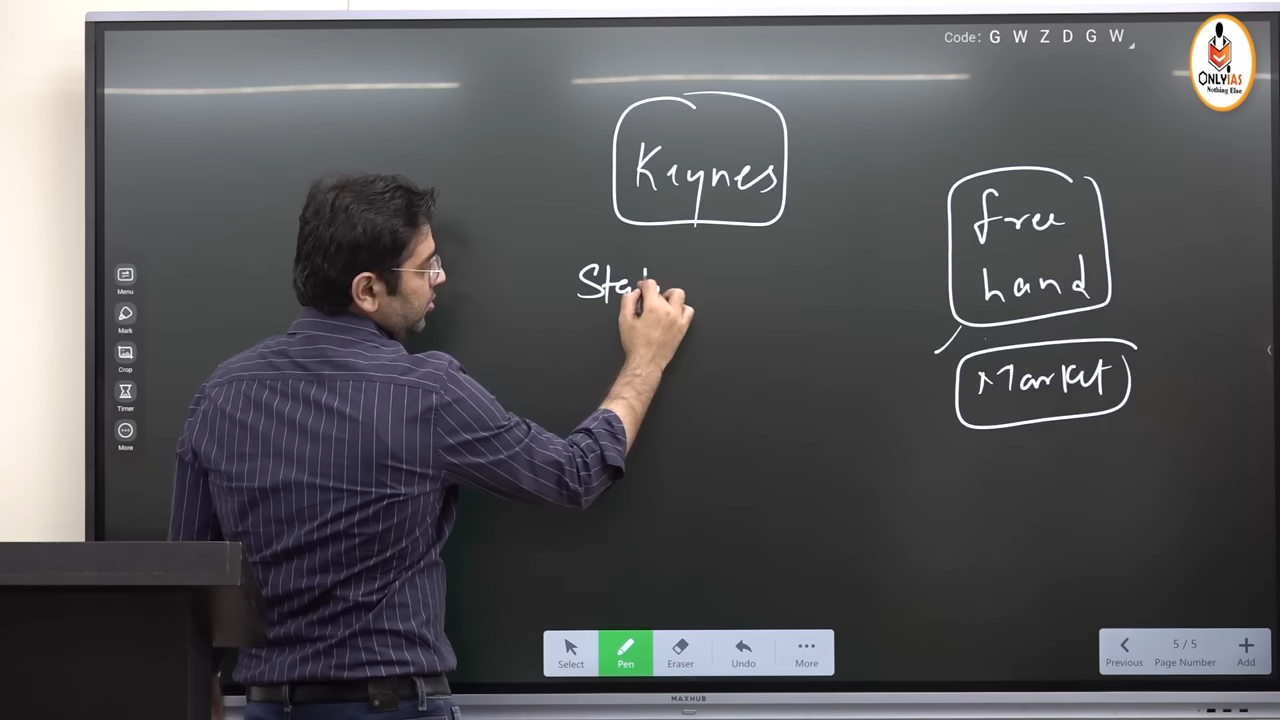 Code: G W Z D G W
ONLYIAS
Nothing Else
Keynes
free
hand
Market
Menu
Mark
Crop
Timer
More
Select
Pen
Eraser
Undo
More
Previous
5 / 5
Page Number
Add
MAXHUB